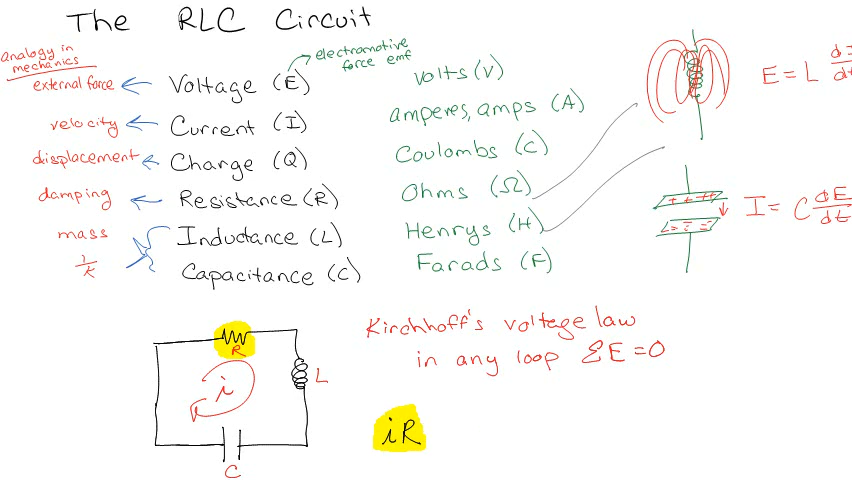 The RLC Circuit
analogy in
mechanics
electromotive
force emf
external force ← Voltage (E) volts (V)
velocity ← Current (I) amperes, amps (A)
displacement ← Charge (Q) Coulombs (C)
damping ← Resistance (R) Ohms (Ω)
mass Inductance (L) Henrys (H)
1/k Capacitance (C) Farads (F)
E = L
I = C dE/dt
+ + ++
R
i
L
C
Kirchhoff's voltage law
in any loop ΣE=0
iR